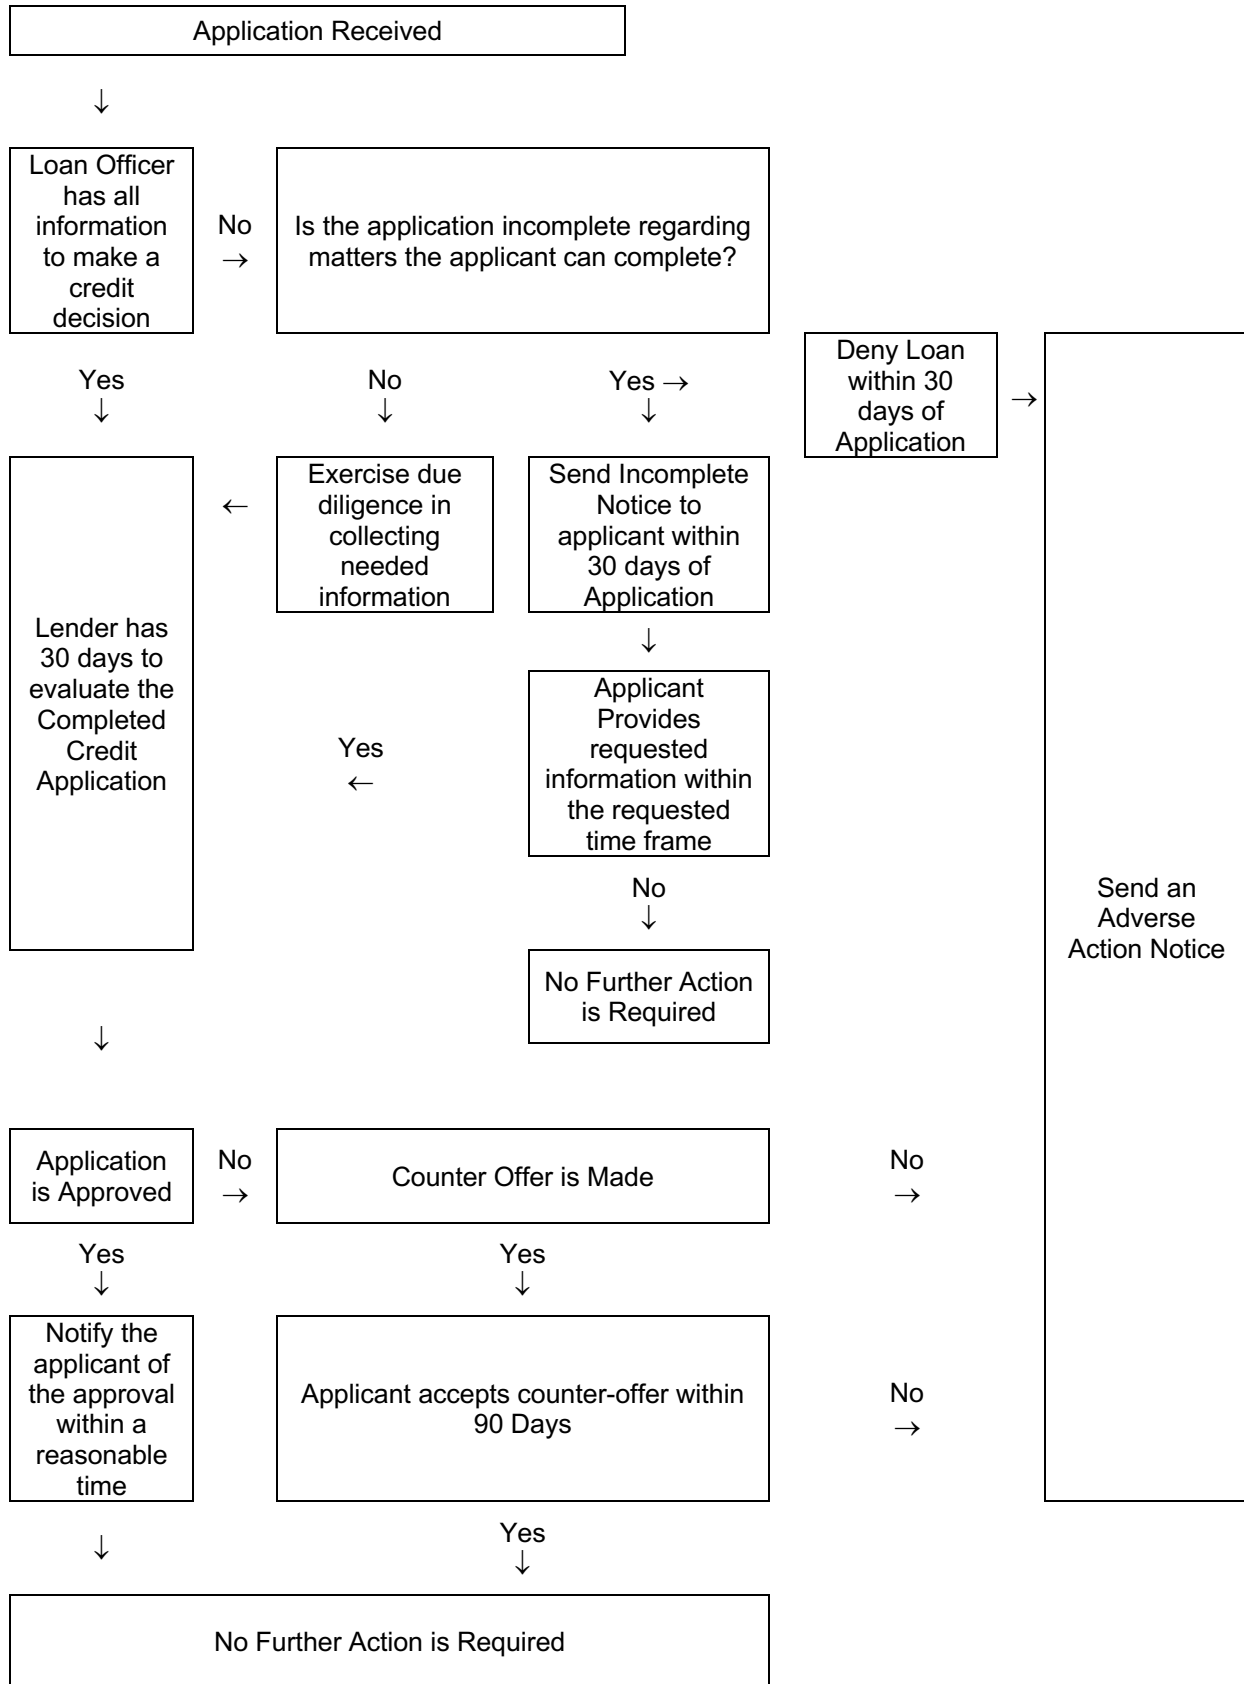 Application Received
↓
Loan Officer
has all
information
to make a
credit
decision
No
→
Is the application incomplete regarding
matters the applicant can complete?
Yes
↓
No
↓
Yes →
↓
Deny Loan
within 30
days of
Application
→
Lender has
30 days to
evaluate the
Completed
Credit
Application
←
Exercise due
diligence in
collecting
needed
information
Send Incomplete
Notice to
applicant within
30 days of
Application
↓
Yes
←
Applicant
Provides
requested
information within
the requested
time frame
No
↓
Send an
Adverse
Action Notice
No Further Action
is Required
↓
Application
is Approved
No
→
Counter Offer is Made
No
→
Yes
↓
Yes
↓
Notify the
applicant of
the approval
within a
reasonable
time
Applicant accepts counter-offer within
90 Days
No
→
↓
Yes
↓
No Further Action is Required